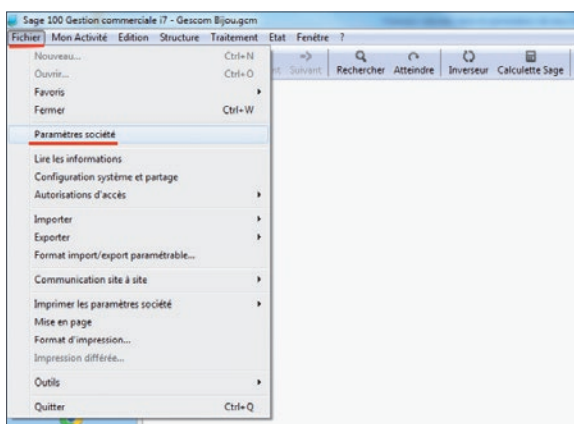 Sage 100 Gestion commerciale i7 - Gescom Bijou.gcm
Fichier Mon Activité Edition Structure Traitement Etat Fenêtre ?
Suivant Rechercher Atteindre Inverseur Calculette Sage
Nouveau... Ctrl+N
Ouvrir... Ctrl+O
Favoris
Fermer Ctrl+W
Paramètres société
Lire les informations
Configuration système et partage
Autorisations d'accès
Importer
Exporter
Format import/export paramétrable...
Communication site à site
Imprimer les paramètres société
Mise en page
Format d'impression...
Impression différée...
Outils
Quitter Ctrl+Q